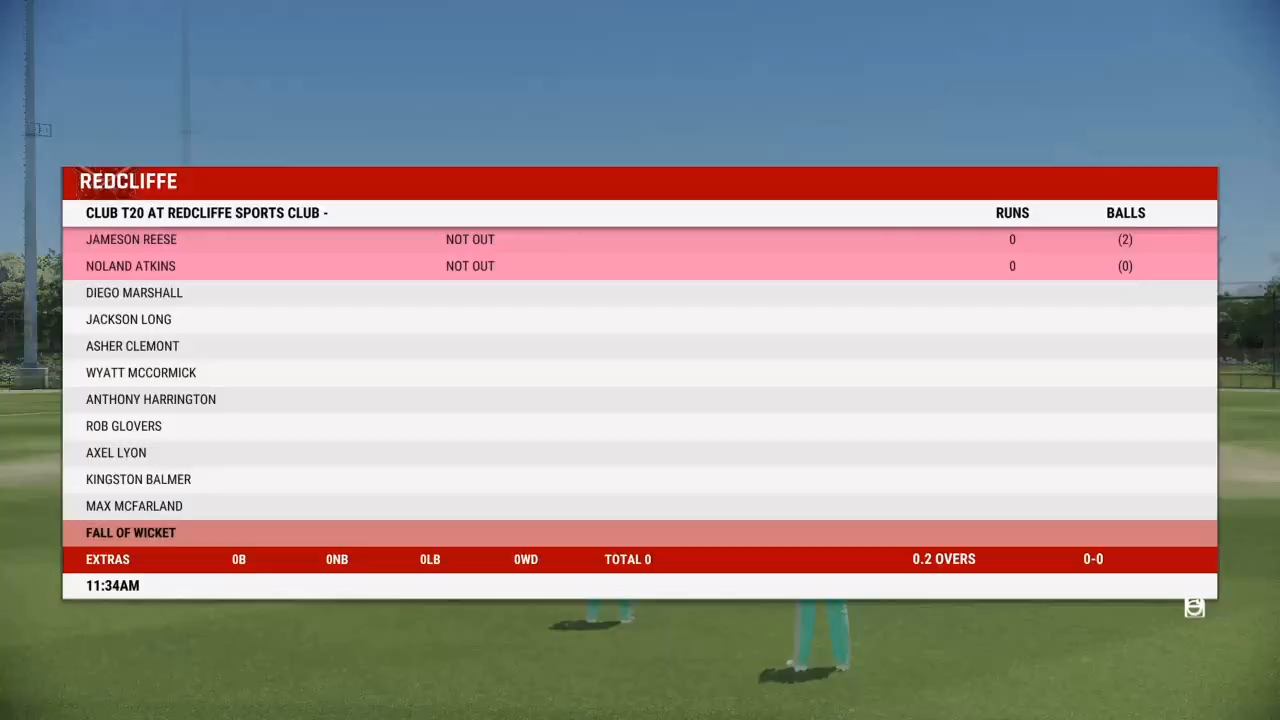 REDCLIFFE
CLUB T20 AT REDCLIFFE SPORTS CLUB - RUNS BALLS
JAMESON REESE NOT OUT 0 (2)
NOLAND ATKINS NOT OUT 0 (0)
DIEGO MARSHALL
JACKSON LONG
ASHER CLEMONT
WYATT MCCORMICK
ANTHONY HARRINGTON
ROB GLOVERS
AXEL LYON
KINGSTON BALMER
MAX MCFARLAND
FALL OF WICKET
EXTRAS 0B 0NB 0LB 0WD TOTAL 0 0.2 OVERS 0-0
11:34AM